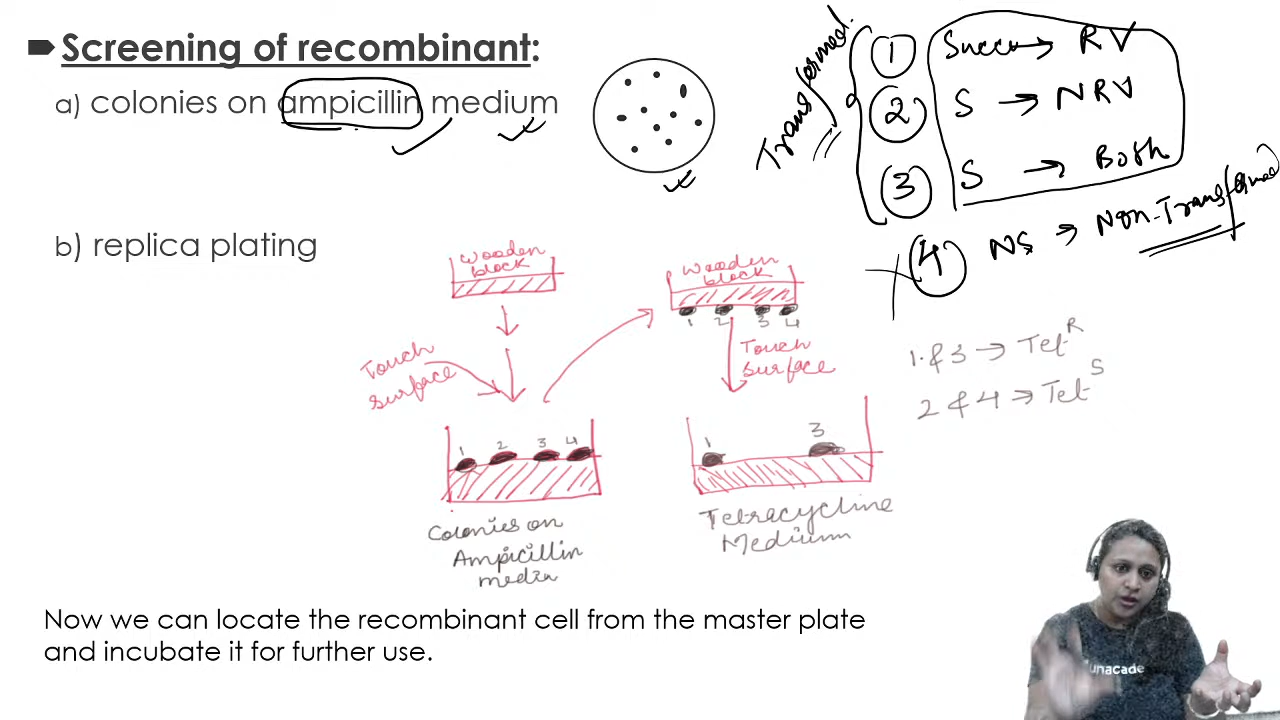 Screening of recombinant:
a) colonies on ampicillin medium
Transformed.
1 Succu → RV
2 S → NRV
3 S → Both
4 NS → Non-Transformed
b) replica plating
Wooden block
Touch surface
1 2 3 4
Colonies on Ampicillin media
Wooden block
1 2 3 4
Touch surface
1 3
Tetracycline Medium
1 & 3 → Tet R
2 & 4 → Tet S
Now we can locate the recombinant cell from the master plate
and incubate it for further use.
unacade